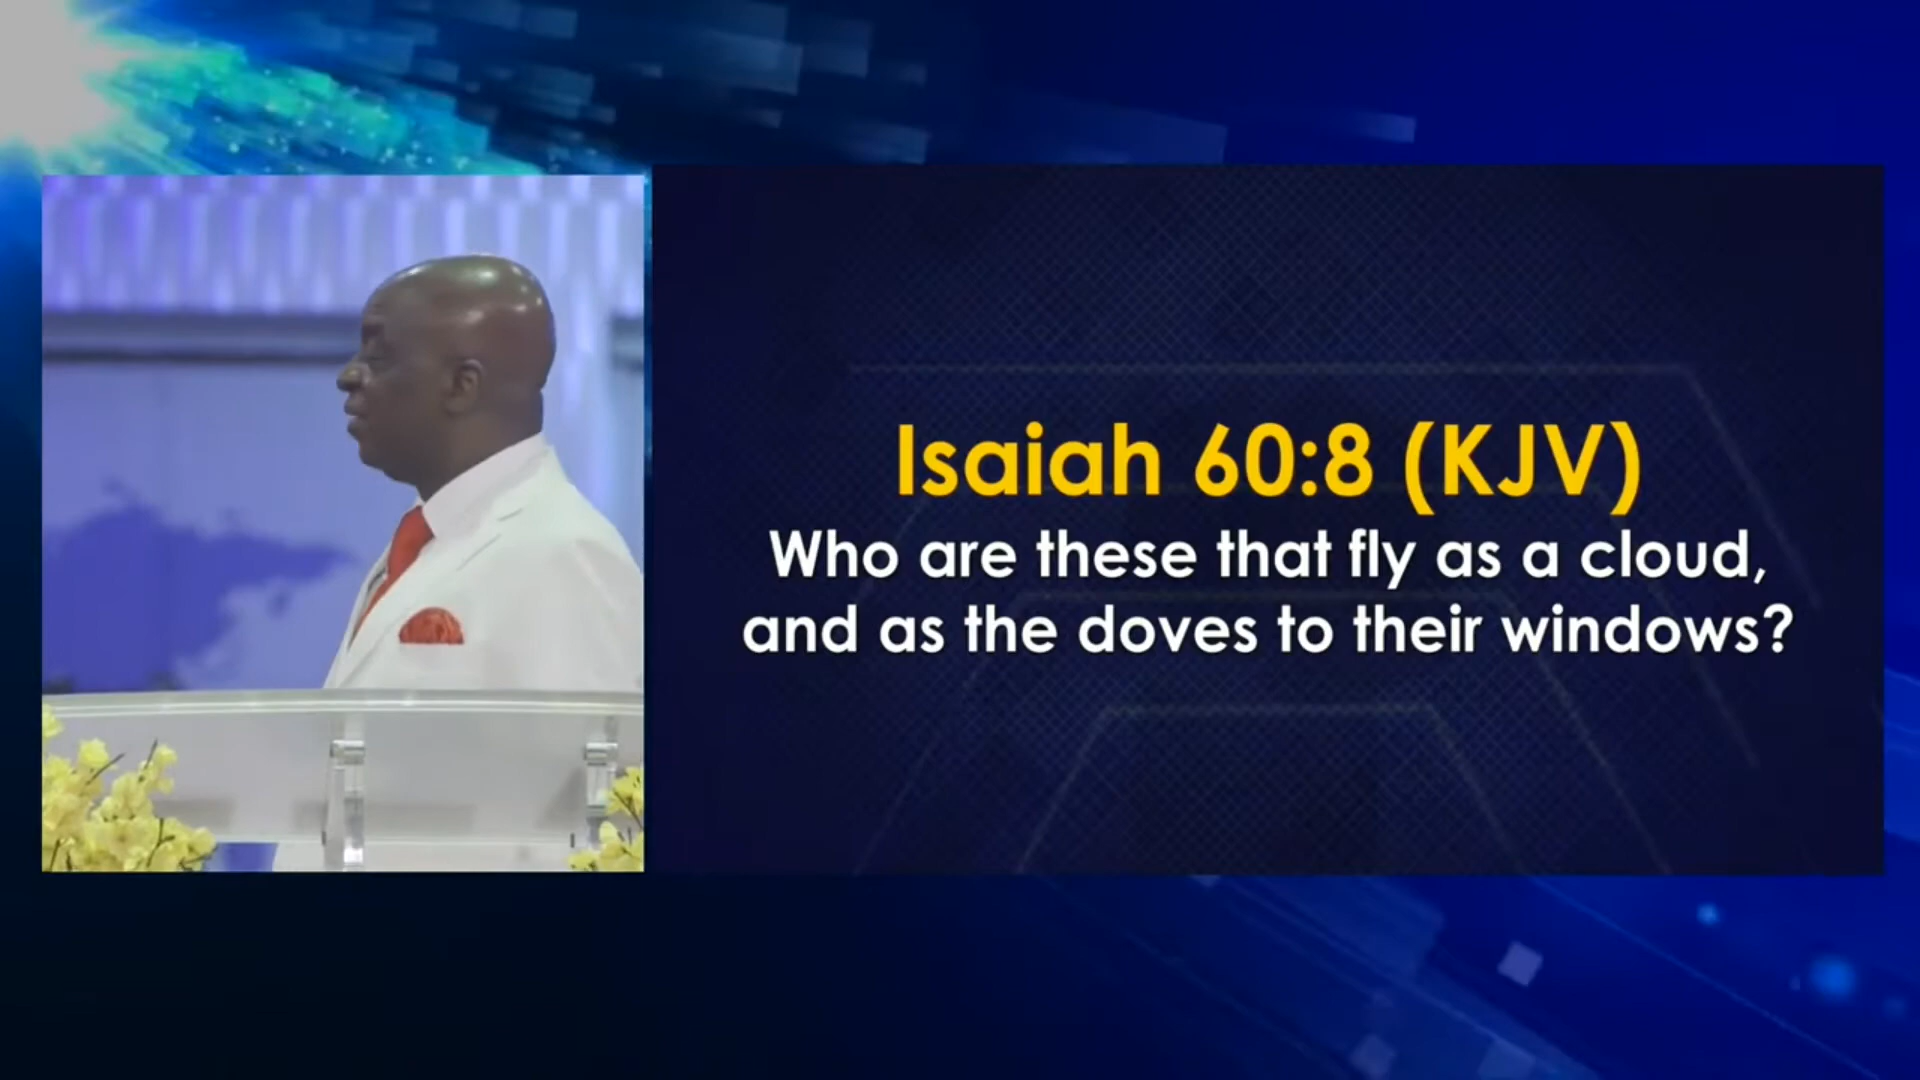 Isaiah 60:8 (KJV)
Who are these that fly as a cloud,
and as the doves to their windows?